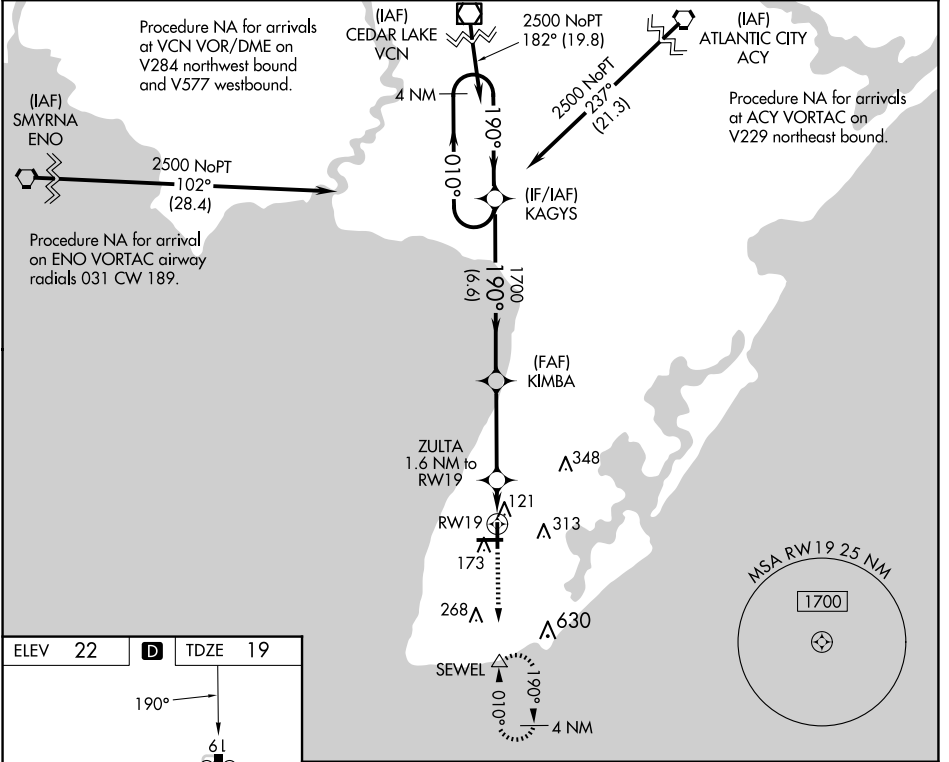 Procedure NA for arrivals
at VCN VOR/DME on
V284 northwest bound
and V577 westbound.
(IAF)
CEDAR LAKE
VCN
2500 NoPT
182° (19.8)
(IAF)
ATLANTIC CITY
ACY
2500 NoPT
237°
(21.3)
Procedure NA for arrivals
at ACY VORTAC on
V229 northeast bound.
(IAF)
SMYRNA
ENO
2500 NoPT
102°
(28.4)
Procedure NA for arrival
on ENO VORTAC airway
radials 031 CW 189.
4 NM
190°
010°
(IF/IAF)
KAGYS
1700
190°
(6.6)
(FAF)
KIMBA
ZULTA
1.6 NM to
RW19
348
121
RW19
313
173
268
630
SEWEL
190°
010°
4 NM
MSA RW19 25 NM
1700
ELEV 22
D
TDZE 19
190°
19